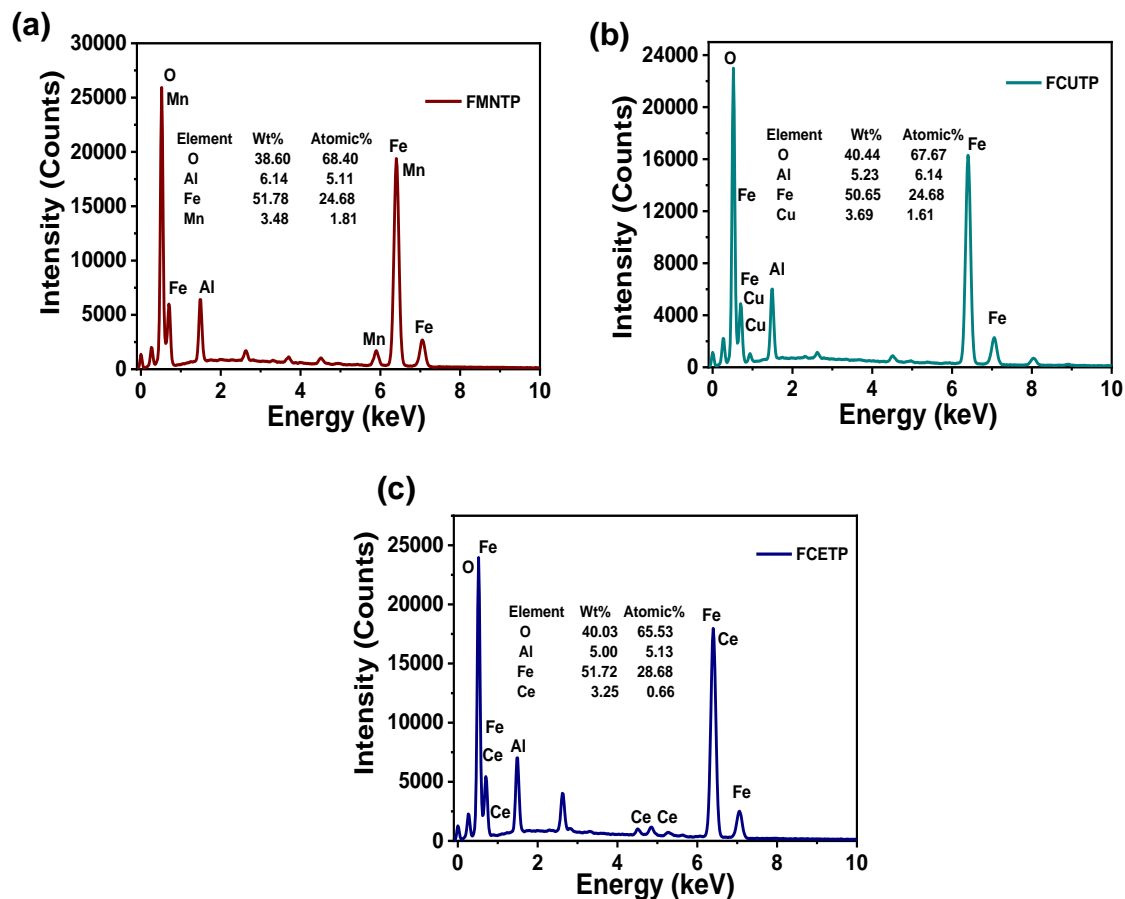 (a)
30000
25000
20000
15000
10000
5000
0
Intensity (Counts)
O
Mn
FMNTP
Element Wt% Atomic%
O 38.60 68.40
Al 6.14 5.11
Fe 51.78 24.68
Mn 3.48 1.81
Fe
Mn
Fe
Al
Mn
Fe
0 2 4 6 8 10
Energy (keV)
(b)
24000
20000
16000
12000
8000
4000
0
Intensity (Counts)
O
FCUTP
Element Wt% Atomic%
O 40.44 67.67
Al 5.23 6.14
Fe 50.65 24.68
Cu 3.69 1.61
Fe
Fe
Fe
Cu
Cu
Al
Fe
0 2 4 6 8 10
Energy (keV)
(c)
25000
20000
15000
10000
5000
0
Intensity (Counts)
Fe
O
FCETP
Element Wt% Atomic%
O 40.03 65.53
Al 5.00 5.13
Fe 51.72 28.68
Ce 3.25 0.66
Fe
Ce
Fe
Ce
Ce
Al
Ce Ce
Fe
0 2 4 6 8 10
Energy (keV)